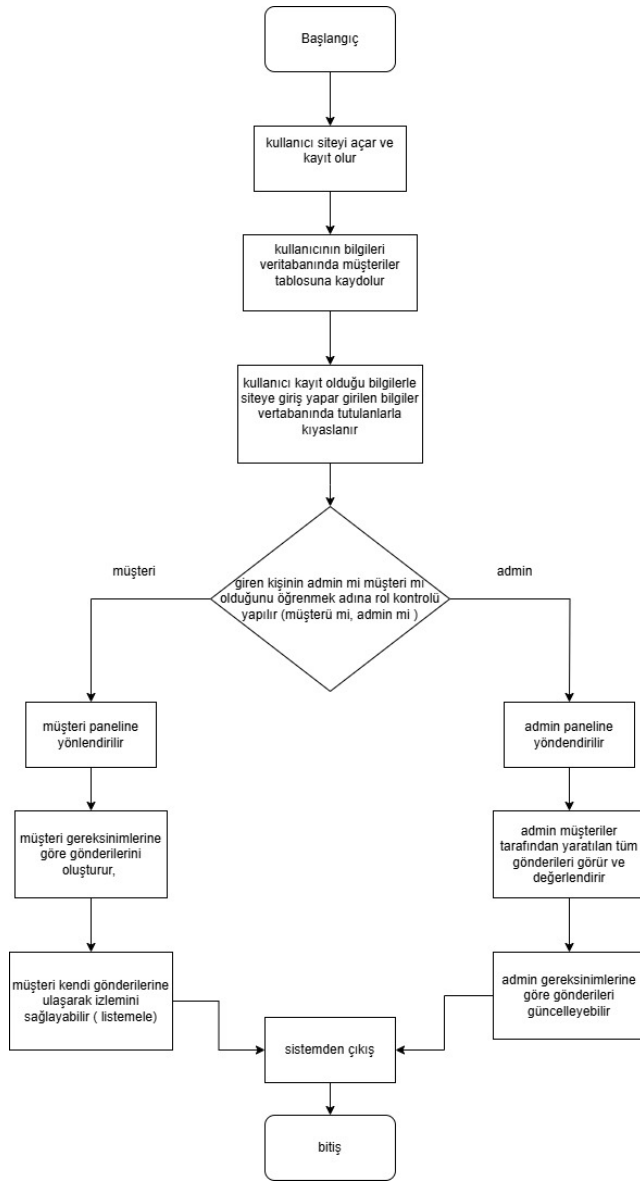 Başlangıç
kullanıcı siteyi açar ve
kayıt olur
kullanıcının bilgileri
veritabanında müşteriler
tablosuna kaydolur
kullanıcı kayıt olduğu bilgilerle
siteye giriş yapar girilen bilgiler
vertabanında tutulanlarla
kıyaslanır
müşteri
admin
giren kişinin admin mi müşteri mi
olduğunu öğrenmek adına rol kontrolü
yapılır (müşterü mi, admin mi )
müşteri paneline
yönlendirilir
admin paneline
yöndendirilir
müşteri gereksinimlerine
göre gönderilerini
oluşturur,
admin müşteriler
tarafından yaratılan tüm
gönderileri görür ve
değerlendirir
müşteri kendi gönderilerine
ulaşarak izlemini
sağlayabilir ( listemele)
admin gereksinimlerine
göre gönderileri
güncelleyebilir
sistemden çıkış
bitiş